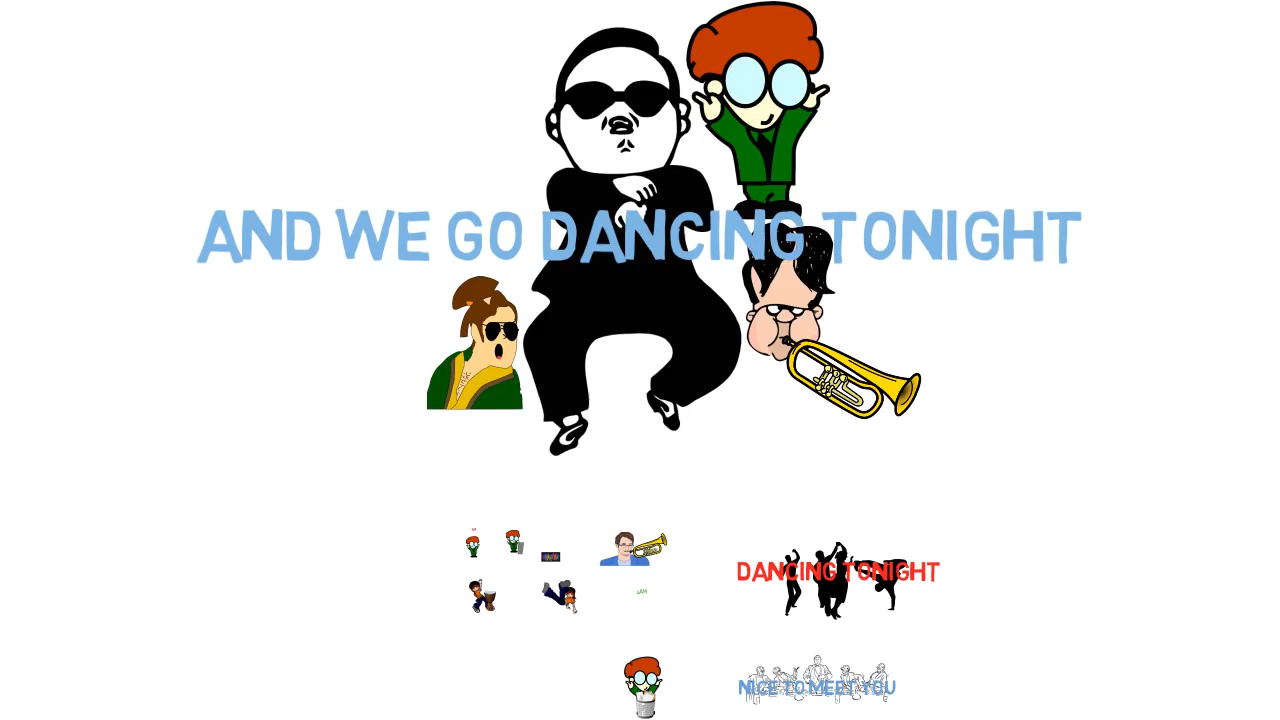 AND WE GO DANCING TONIGHT
DANCING TONIGHT
NICE TO MEET YOU